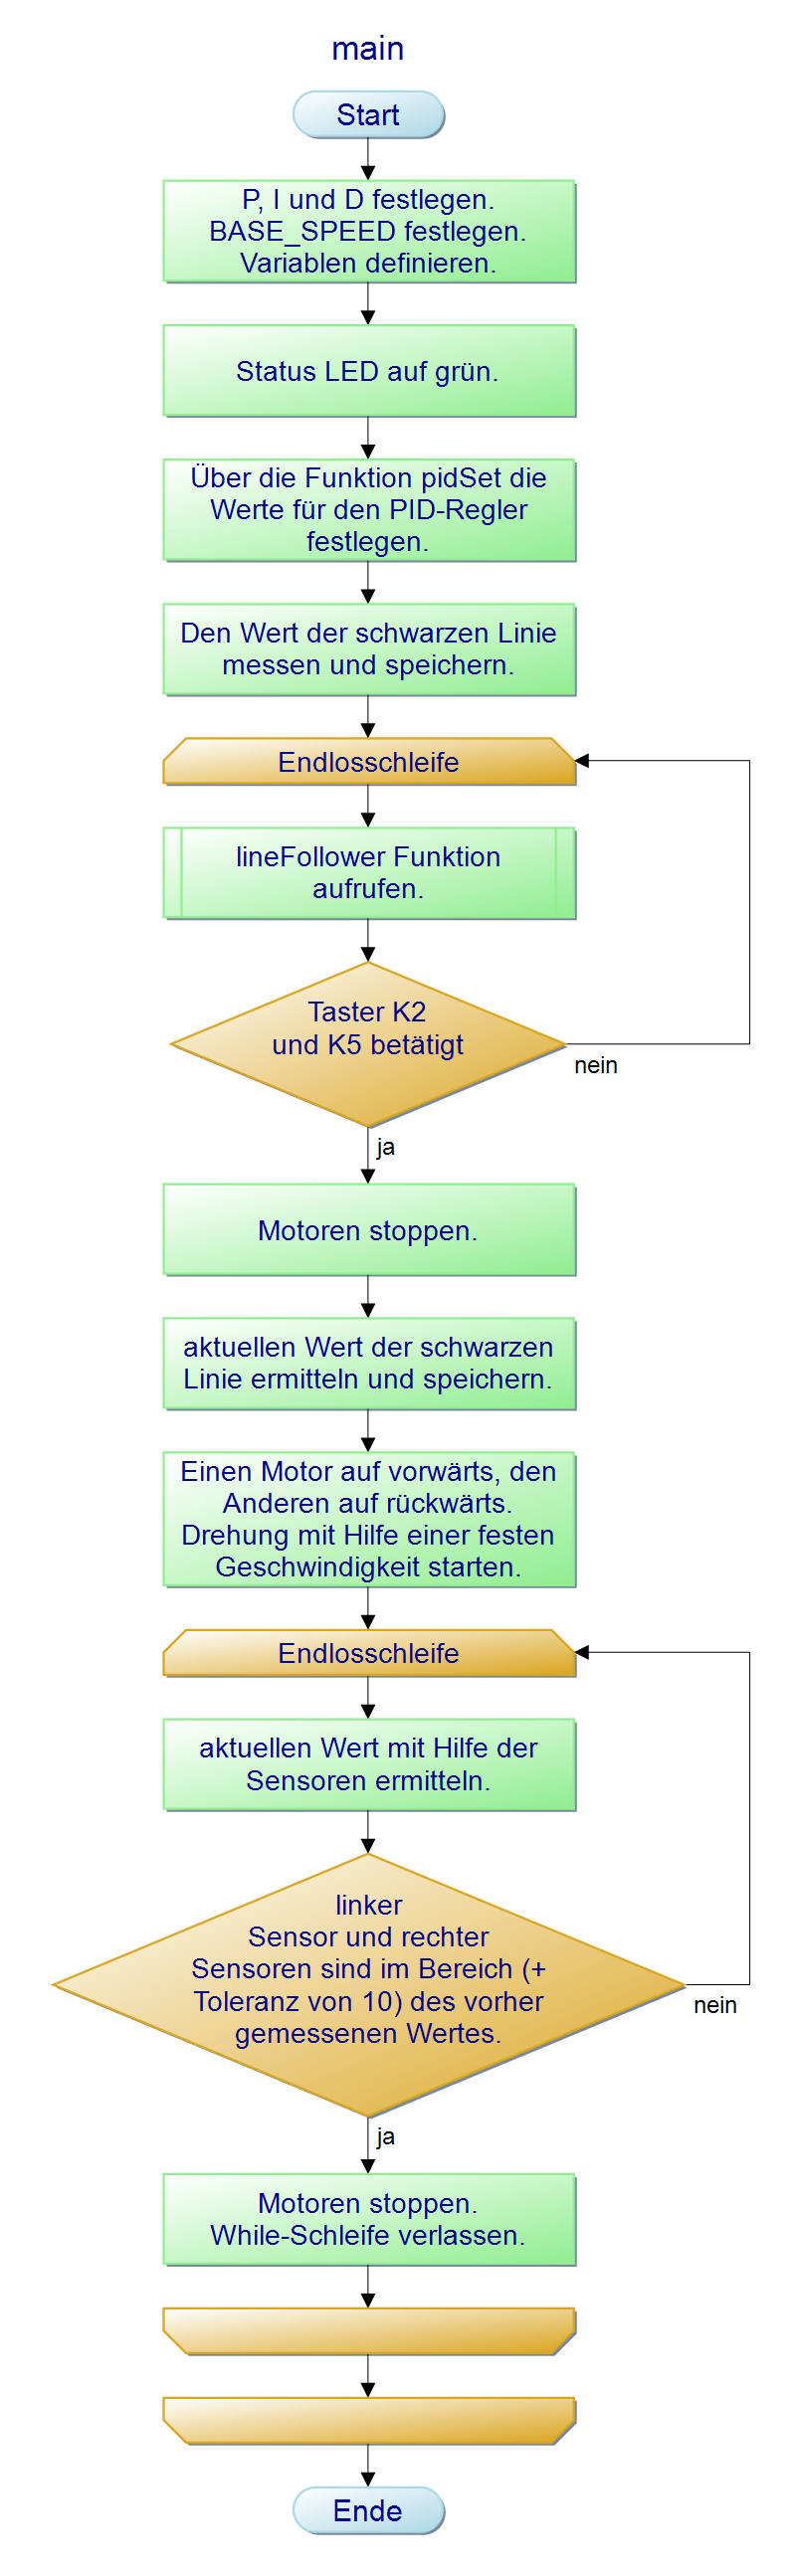 main
Start
P, I und D festlegen.
BASE_SPEED festlegen.
Variablen definieren.
Status LED auf grün.
Über die Funktion pidSet die
Werte für den PID-Regler
festlegen.
Den Wert der schwarzen Linie
messen und speichern.
Endlosschleife
lineFollower Funktion
aufrufen.
Taster K2
und K5 betätigt
nein
ja
Motoren stoppen.
aktuellen Wert der schwarzen
Linie ermitteln und speichern.
Einen Motor auf vorwärts, den
Anderen auf rückwärts.
Drehung mit Hilfe einer festen
Geschwindigkeit starten.
Endlosschleife
aktuellen Wert mit Hilfe der
Sensoren ermitteln.
linker
Sensor und rechter
Sensoren sind im Bereich (+
Toleranz von 10) des vorher
gemessenen Wertes.
nein
ja
Motoren stoppen.
While-Schleife verlassen.
Ende